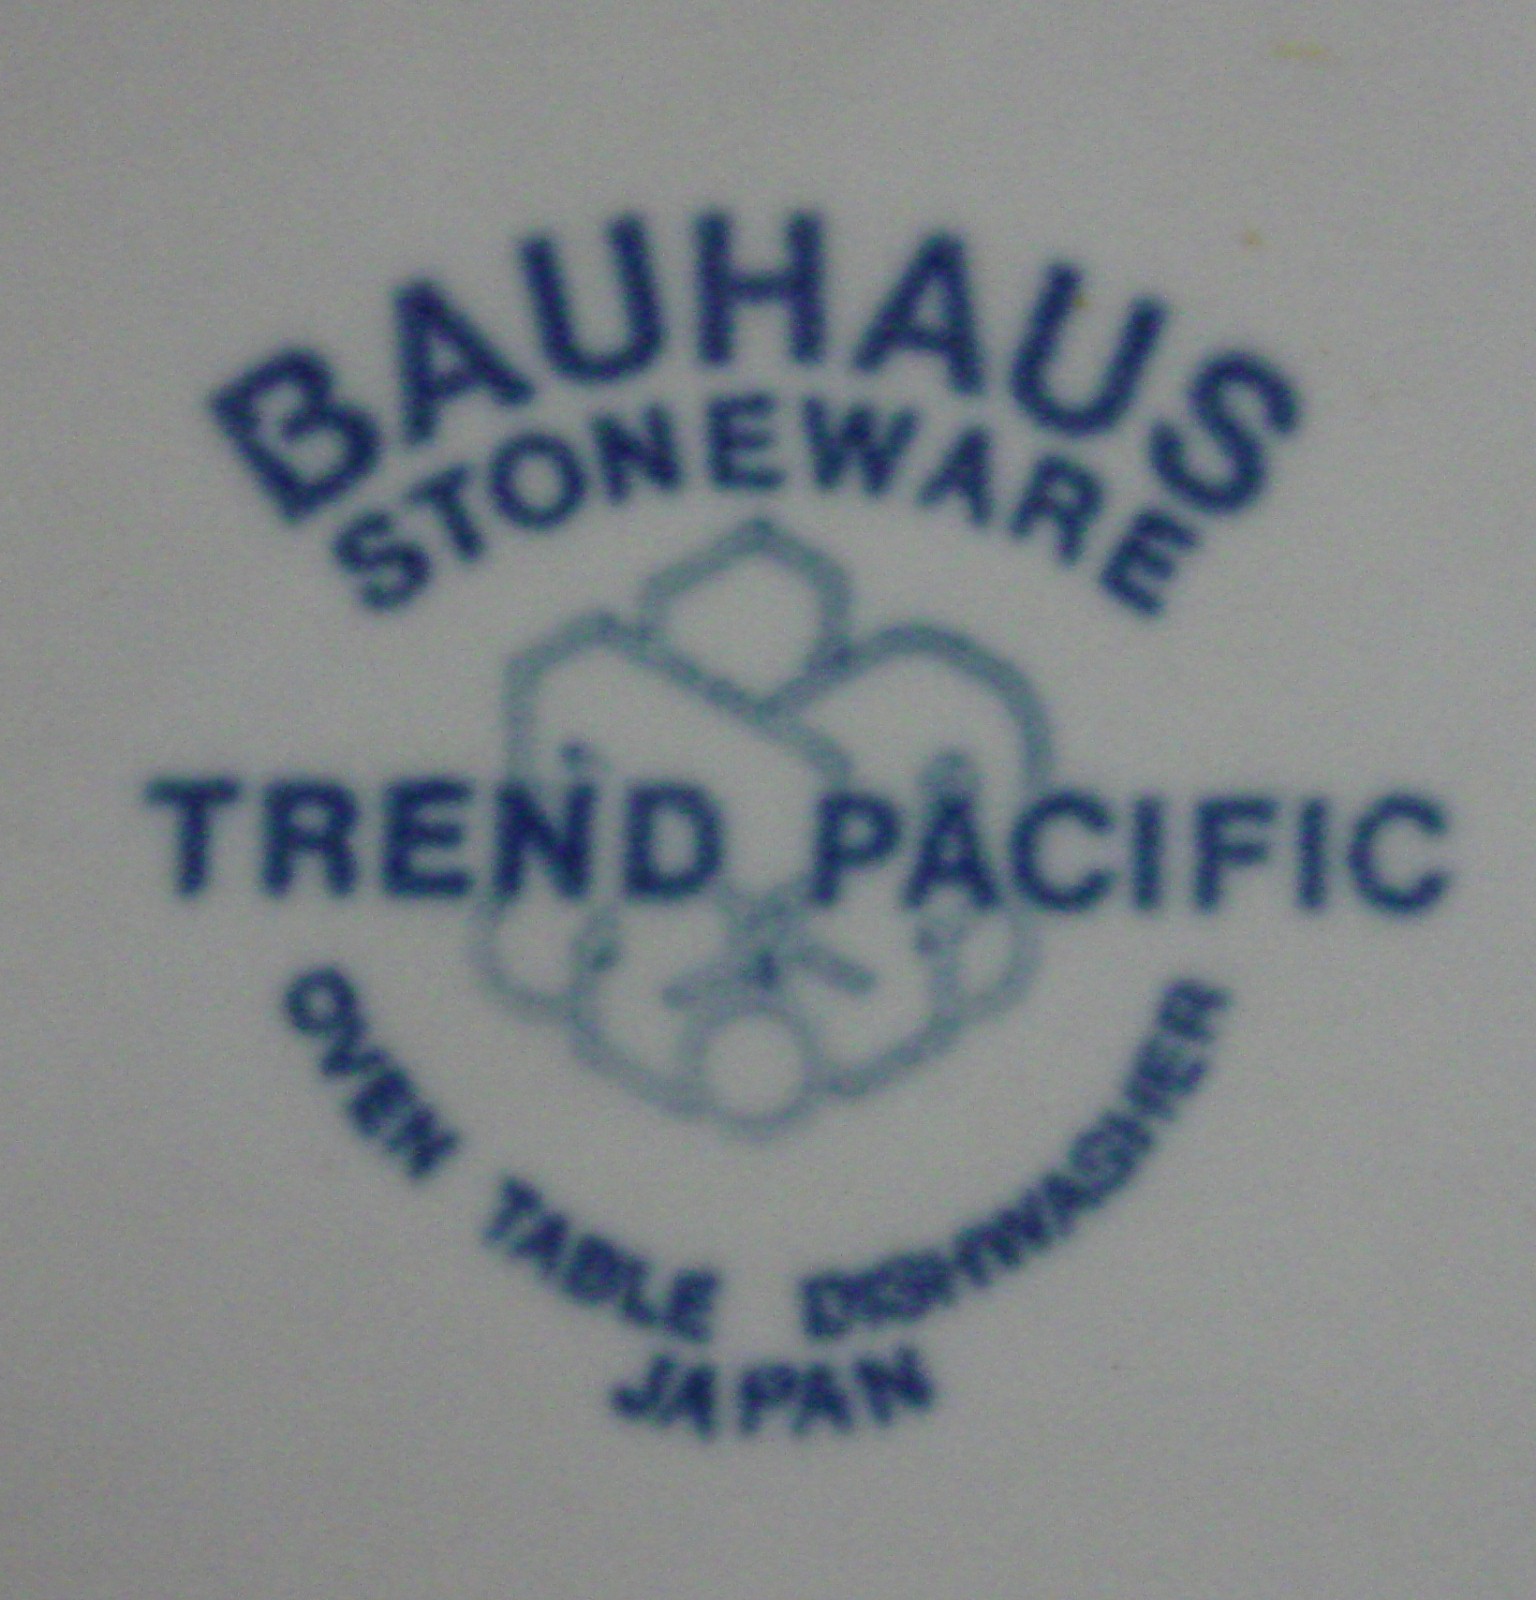 BAUHAUS
STONEWARE
TREND PACIFIC
OVEN TABLE DISHWASHER
JAPAN